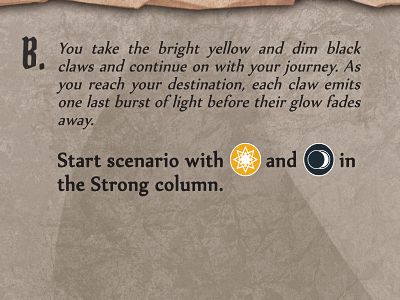 B. You take the bright yellow and dim black
claws and continue on with your journey. As
you reach your destination, each claw emits
one last burst of light before their glow fades
away.
Start scenario with and in
the Strong column.